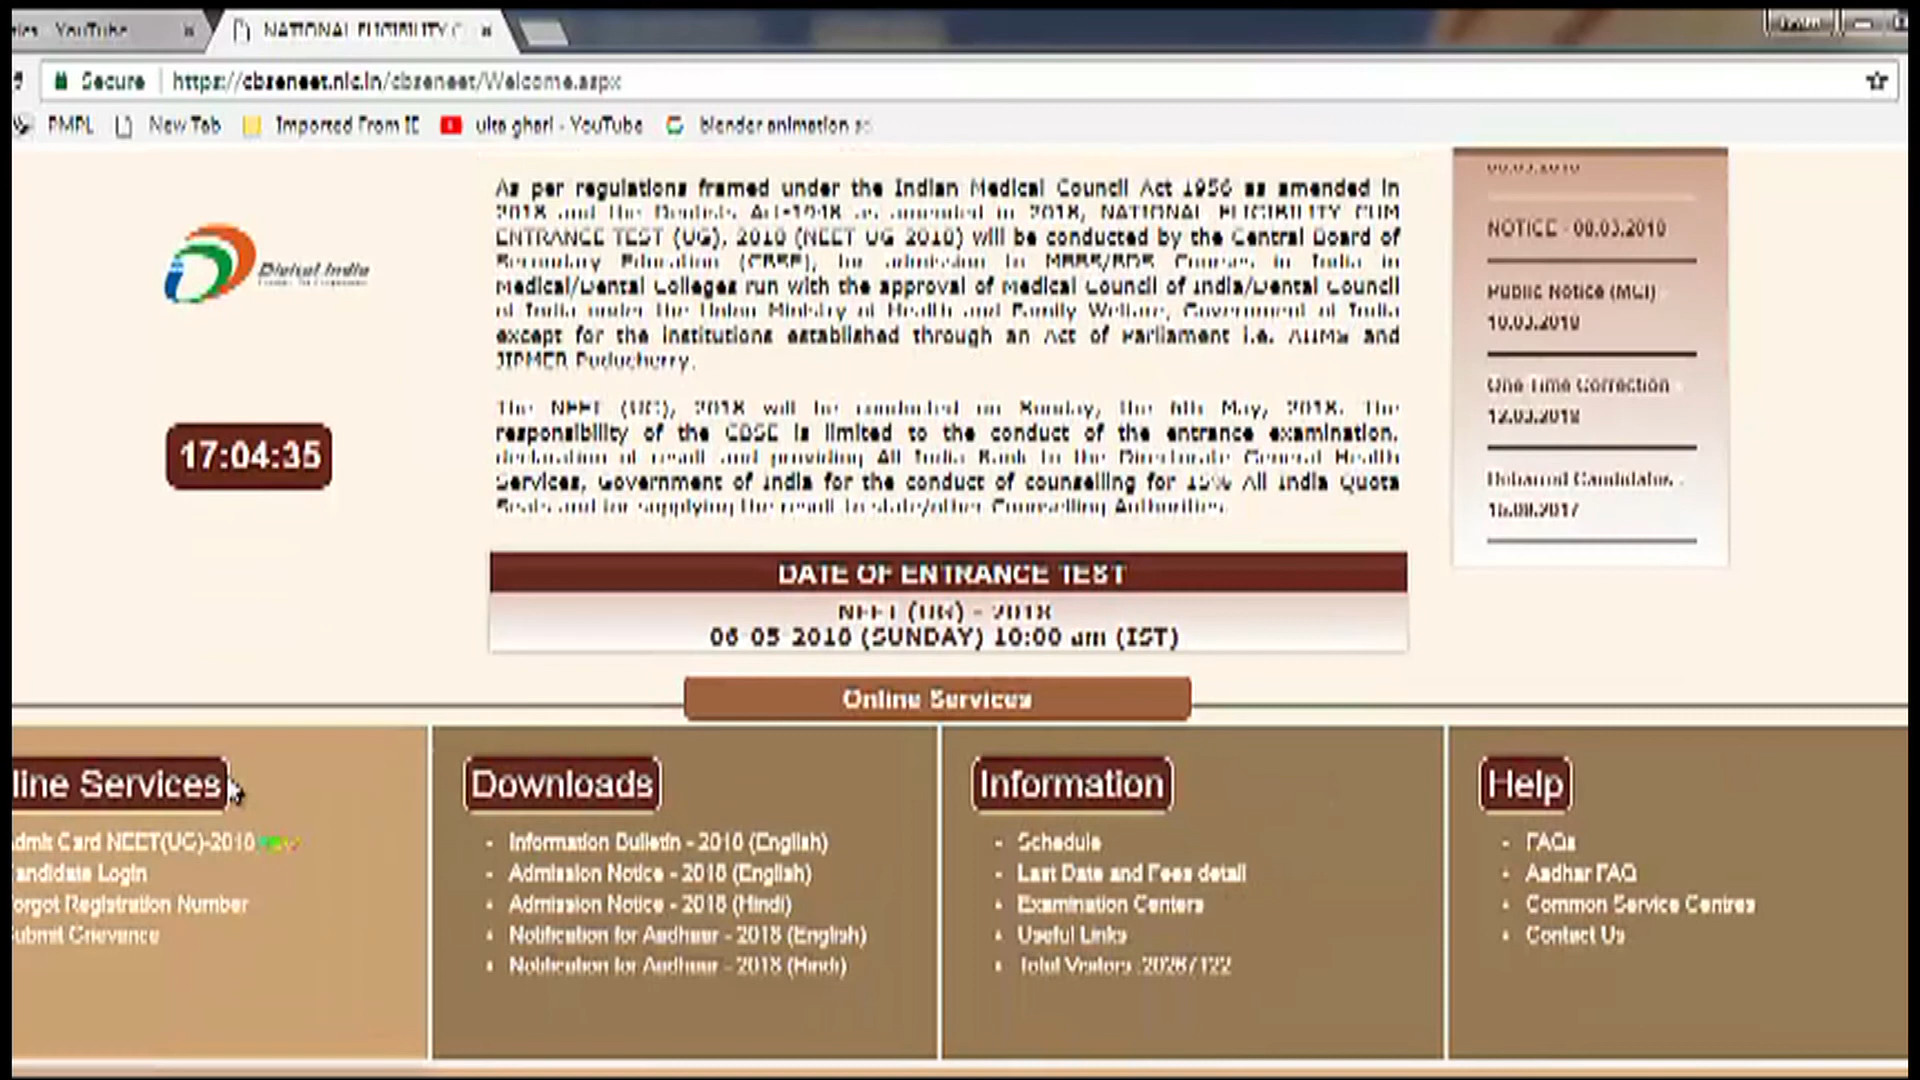 YouTube
NATIONAL ELIGIBILITY C
Secure https://cbseneet.nic.in/cbseneet/Welcome.aspx
PMPL New Tab Imported From IE ulta ghari - YouTube blender animation
As per regulations framed under the Indian Medical Council Act 1956 as amended in
2018 and the Dentists Act-1948 as amended in 2018, NATIONAL ELIGIBILITY CUM
ENTRANCE TEST (UG), 2018 (NEET UG 2018) will be conducted by the Central Board of
Secondary Education (CBSE), for admission to MBBS/BDS Courses in India in
Medical/Dental Colleges run with the approval of Medical Council of India/Dental Council
of India under the Union Ministry of Health and Family Welfare, Government of India
except for the institutions established through an Act of Parliament i.e. AIIMS and
JIPMER Puducherry.
The NEET (UG), 2018 will be conducted on Sunday, the 6th May, 2018. The
responsibility of the CBSE is limited to the conduct of the entrance examination,
declaration of result and providing All India Rank to the Directorate General Health
Services, Government of India for the conduct of counselling for 15% All India Quota
Seats and for supplying the result to state/other Counselling Authorities.
Digital India
17:04:35
NOTICE - 08.03.2018
Public Notice (MCI) -
10.03.2018
One Time Correction -
12.03.2018
Debarred Candidates -
DATE OF ENTRANCE TEST
NEET (UG) - 2018
06-05-2018 (SUNDAY) 10:00 am (IST)
Online Services
line Services
dmit Card NEET(UG)-2018
andidate Login
orgot Registration Number
ubmit Grievance
Downloads
Information Bulletin - 2018 (English)
Admission Notice - 2018 (English)
Admission Notice - 2018 (Hindi)
Notification for Aadhaar - 2018 (English)
Notification for Aadhaar - 2018 (Hindi)
Information
Schedule
Last Date and Fees detail
Examination Centers
Useful Links
Total Visitors :
Help
FAQs
Aadhar FAQ
Common Service Centres
Contact Us